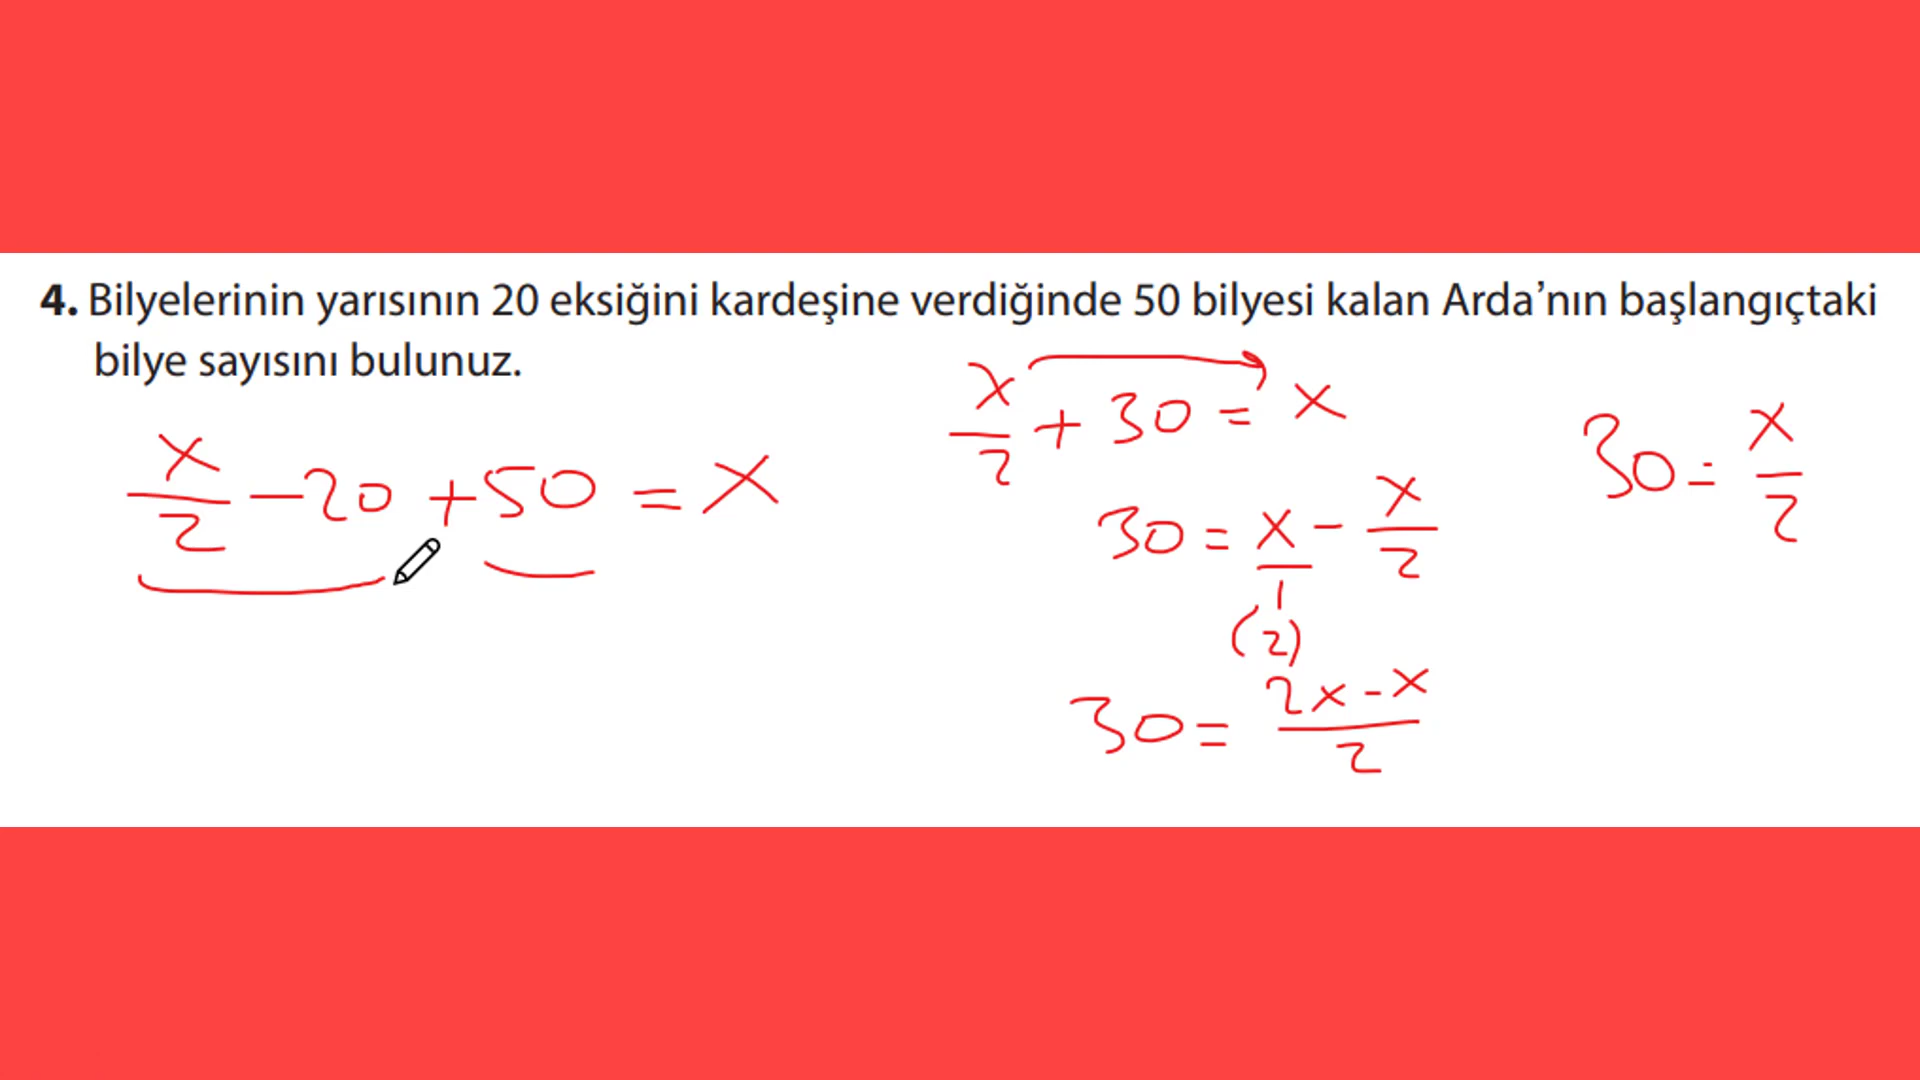 4. Bilyelerinin yarısının 20 eksiğini kardeşine verdiğinde 50 bilyesi kalan Arda’nın başlangıçtaki
bilye sayısını bulunuz.
x/2 - 20 + 50 = x
x/2 + 30 = x
30 = x/1 - x/2
(2)
30 = 2x - x/2
30 = x/2